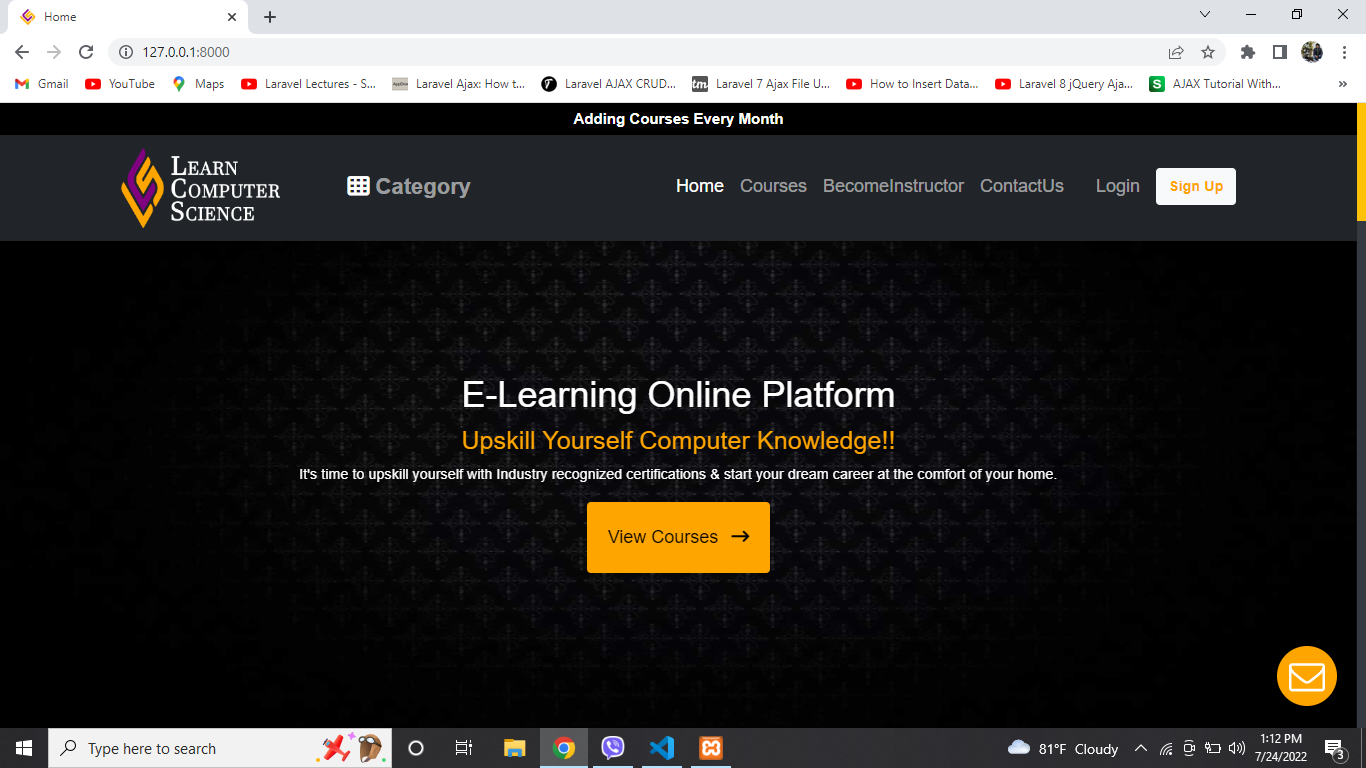 Home
127.0.0.1:8000
Gmail YouTube Maps Laravel Lectures - S... Laravel Ajax: How t... Laravel AJAX CRUD... Laravel 7 Ajax File U... How to Insert Data... Laravel 8 jQuery Aja... AJAX Tutorial With... »
Adding Courses Every Month
LEARN
COMPUTER
SCIENCE
Category
Home Courses BecomeInstructor ContactUs Login Sign Up
E-Learning Online Platform
Upskill Yourself Computer Knowledge!!
It's time to upskill yourself with Industry recognized certifications & start your dream career at the comfort of your home.
View Courses →
Type here to search
81°F Cloudy
1:12 PM
7/24/2022
3